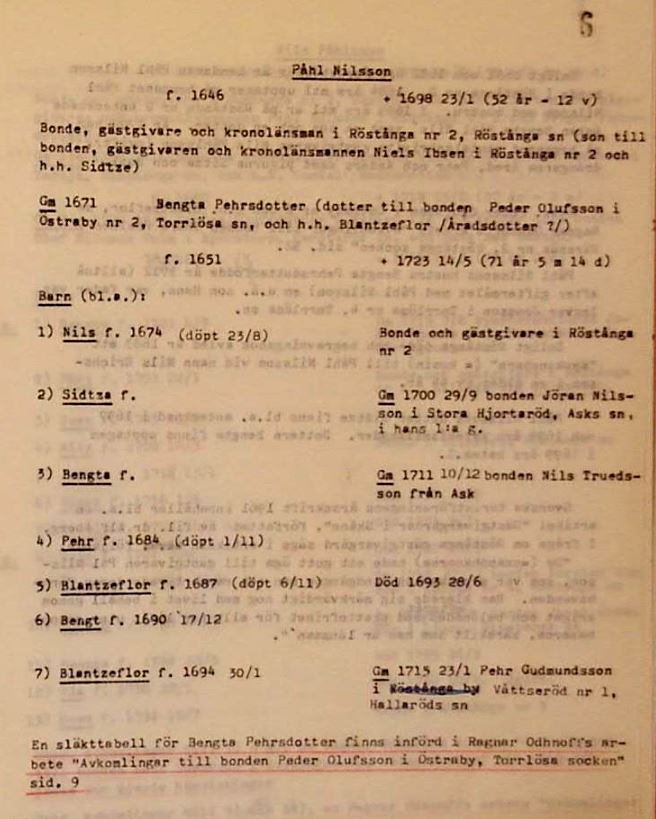 6
Påhl Nilsson
f. 1646 + 1698 23/1 (52 år - 12 v)
Bonde, gästgivare och kronolänsman i Röstånga nr 2, Röstånga sn (son till
bonden, gästgivaren och kronolänsmannen Niels Ibsen i Röstånga nr 2 och
h.h. Sidtze)
Gm 1671 Bengta Pehrsdotter (dotter till bonden Peder Olufsson i
Östraby nr 2, Torrlösa sn, och h.h. Blantzeflor /Åradsdotter ?/)
f. 1651 + 1723 14/5 (71 år 5 m 14 d)
Barn (bl.a.):
1) Nils f. 1674 (döpt 23/8) Bonde och gästgivare i Röstånga
nr 2
2) Sidtza f. Gm 1700 29/9 bonden Jöran Nils-
son i Stora Hjortaröd, Asks sn,
i hans 1:a g.
3) Bengta f. Gm 1711 10/12 bonden Nils Trueds-
son från Ask
4) Pehr f. 1684 (döpt 1/11)
5) Blantzeflor f. 1687 (döpt 6/11) Död 1693 28/6
6) Bengt f. 1690 17/12
7) Blantzeflor f. 1694 30/1 Gm 1715 23/1 Pehr Gudmundsson
i Röstånga by Vättseröd nr 1,
Hallaröds sn
En släkttabell för Bengta Pehrsdotter finns införd i Ragnar Odhnoffs ar-
bete "Avkomlingar till bonden Peder Olufsson i Östraby, Torrlösa socken"
sid. 9